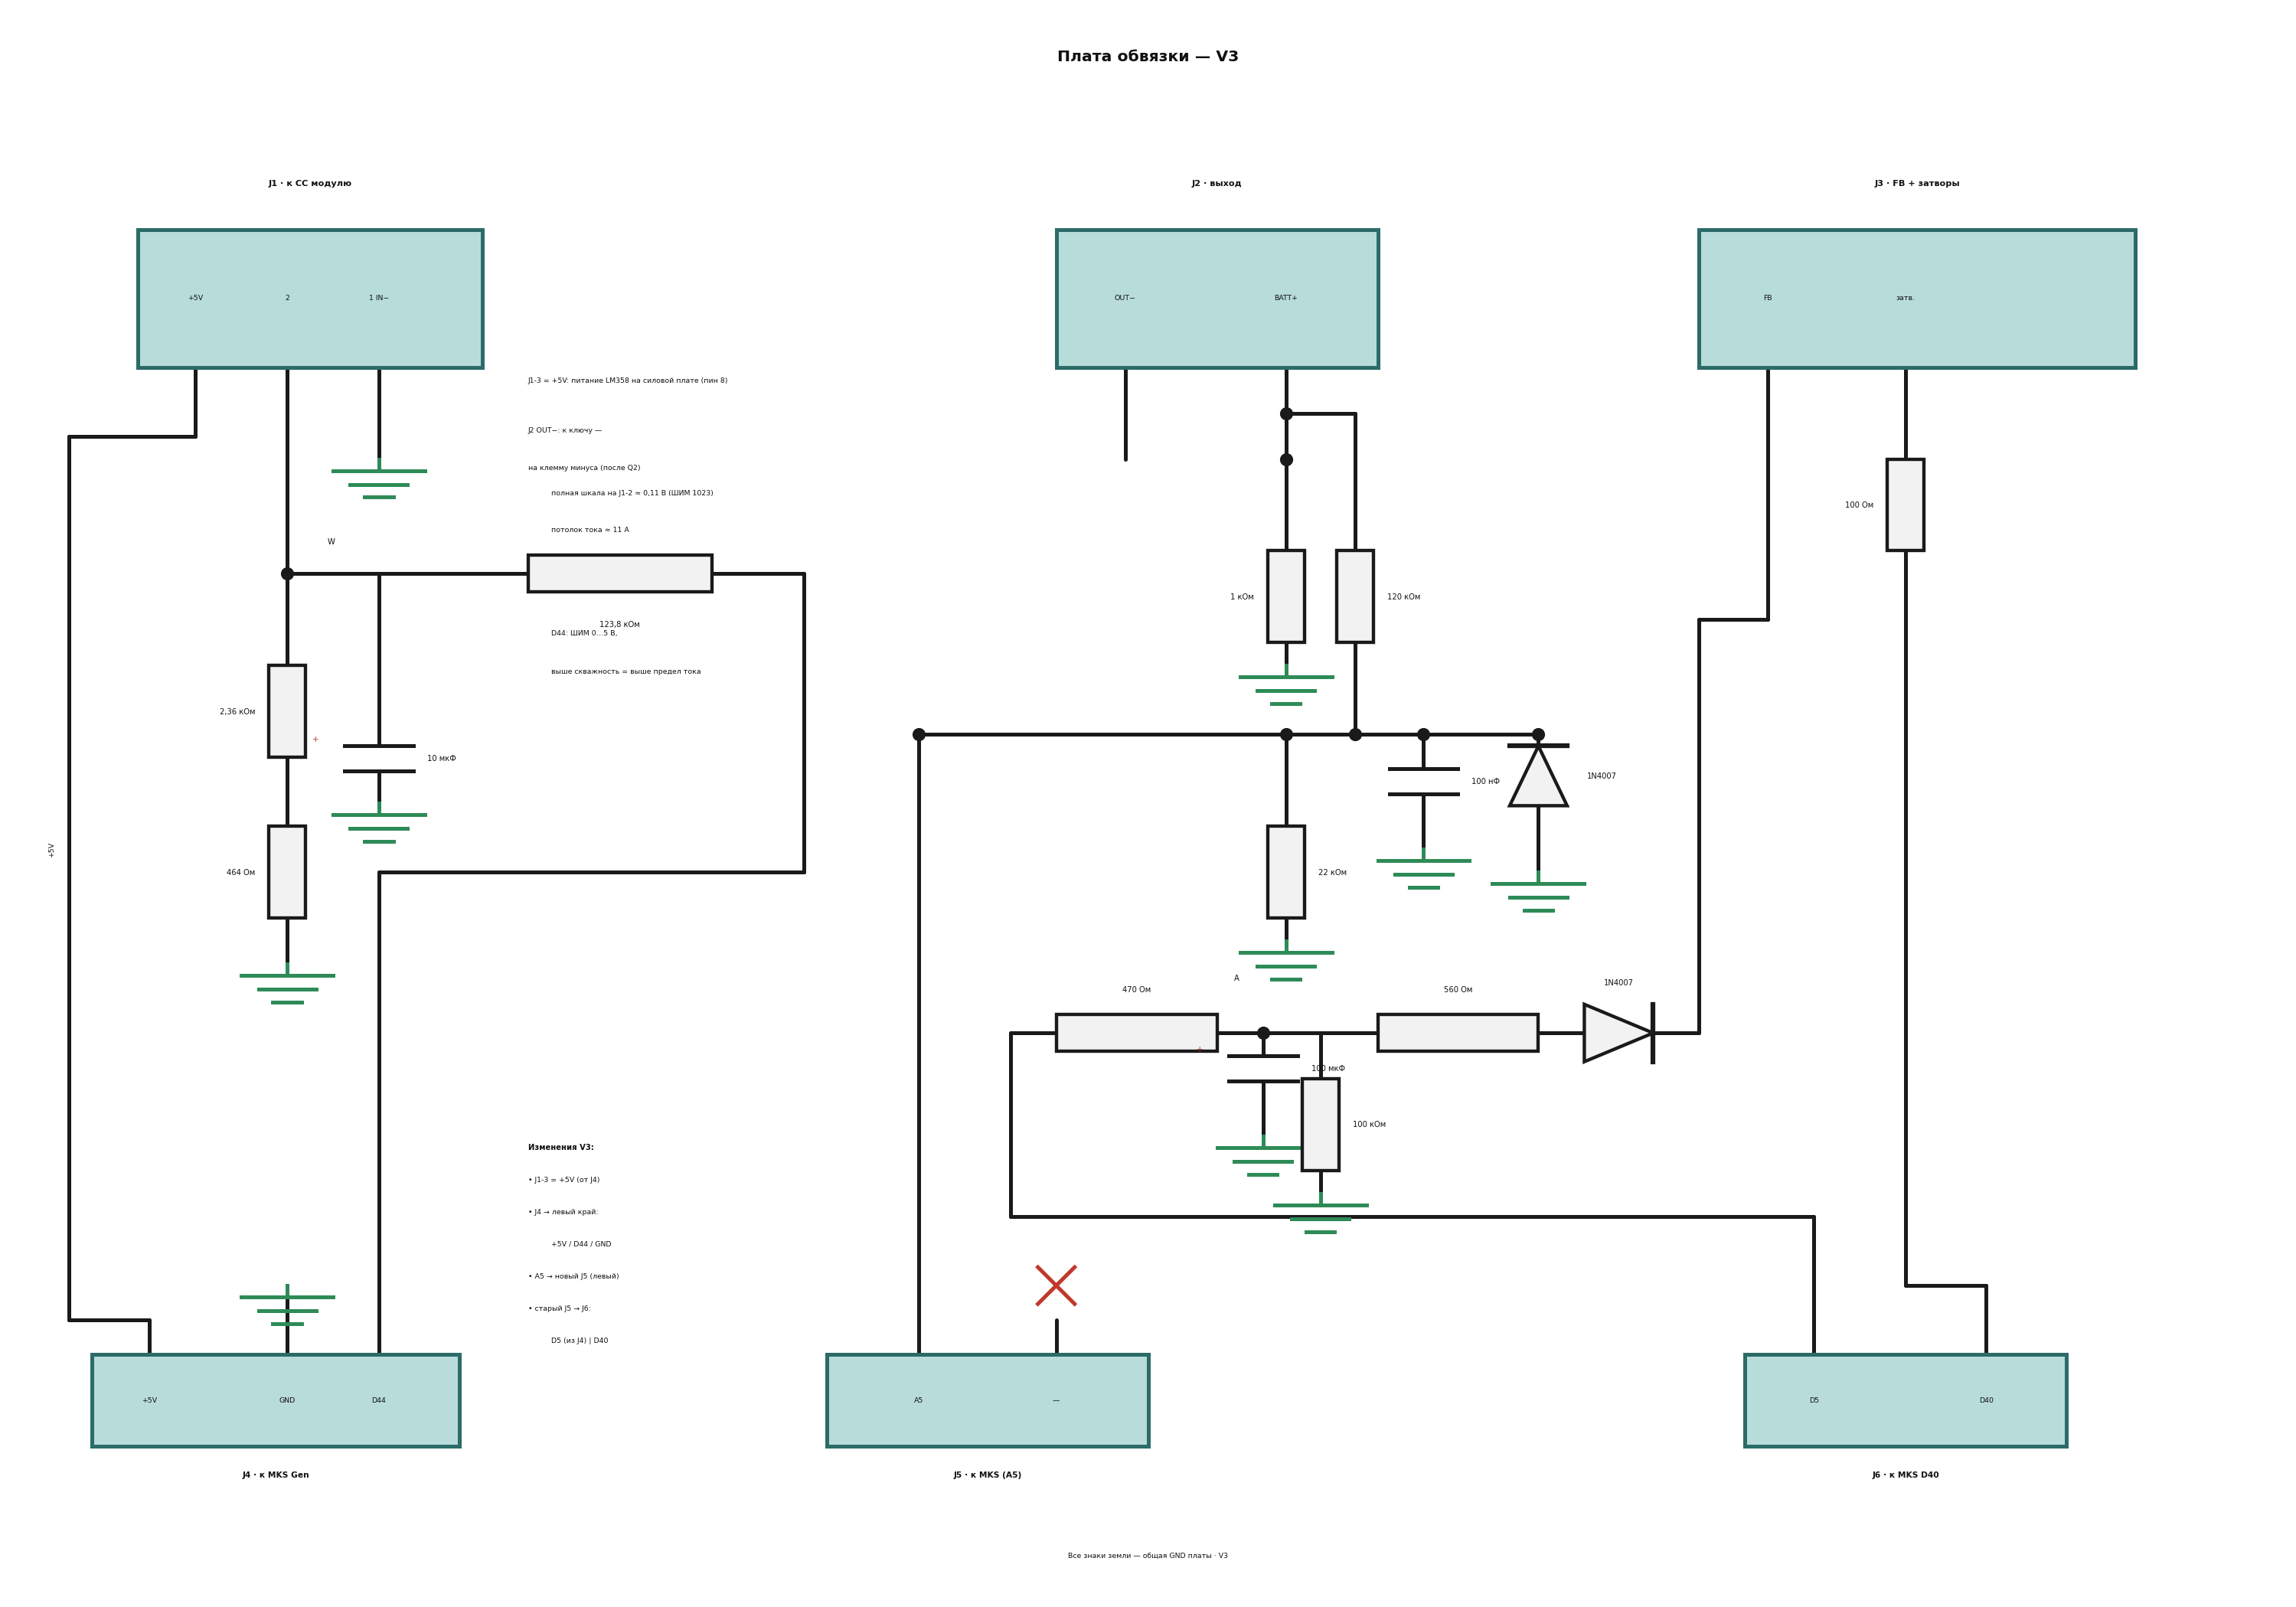 Плата обвязки — V3
J1 · к CC модулю
J2 · выход
J3 · FB + затворы
+5V
2
1 IN−
OUT−
BATT+
FB
затв.
J1-3 = +5V: питание LM358 на силовой плате (пин 8)
J2 OUT−: к ключу —
на клемму минуса (после Q2)
полная шкала на J1-2 ≈ 0,11 В (ШИМ 1023)
100 Ом
потолок тока ≈ 11 А
W
1 кОм
120 кОм
123,8 кОм
D44: ШИМ 0…5 В,
выше скважность = выше предел тока
2,36 кОм
+
10 мкФ
100 нФ
1N4007
+5V
464 Ом
22 кОм
A
470 Ом
560 Ом
1N4007
+
100 мкФ
100 кОм
Изменения V3:
• J1-3 = +5V (от J4)
• J4 → левый край:
+5V / D44 / GND
• A5 → новый J5 (левый)
• старый J5 → J6:
D5 (из J4) | D40
+5V
GND
D44
A5
—
D5
D40
J4 · к MKS Gen
J5 · к MKS (A5)
J6 · к MKS D40
Все знаки земли — общая GND платы · V3